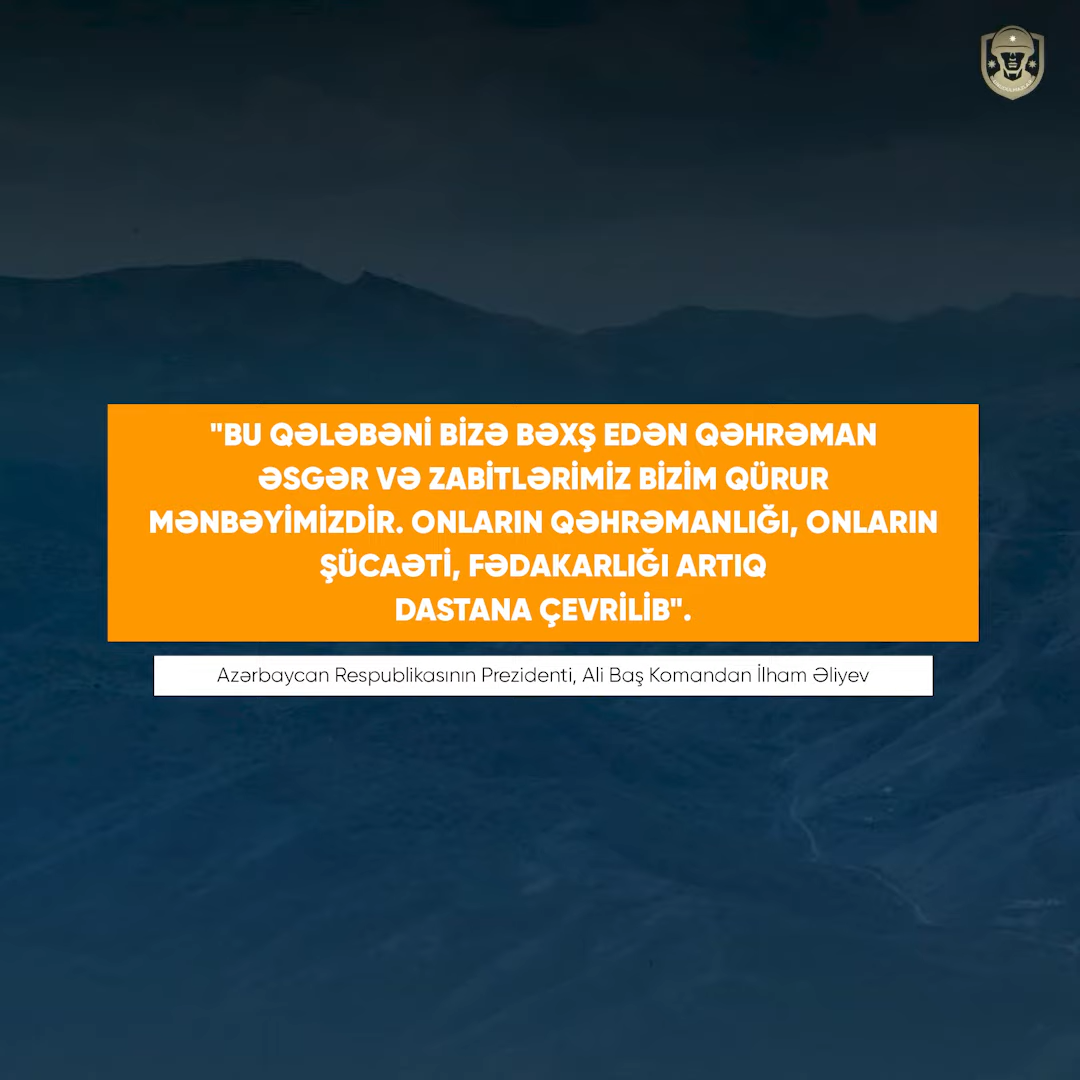 "BU QƏLƏBƏNİ BİZƏ BƏXŞ EDƏN QƏHRƏMAN
ƏSGƏR VƏ ZABİTLƏRİMİZ BİZİM QÜRUR
MƏNBƏYİMİZDİR. ONLARIN QƏHRƏMANLIĞI, ONLARIN
ŞÜCAƏTİ, FƏDAKARLIĞI ARTIQ
DASTANA ÇEVRİLİB".
Azərbaycan Respublikasının Prezidenti, Ali Baş Komandan İlham Əliyev